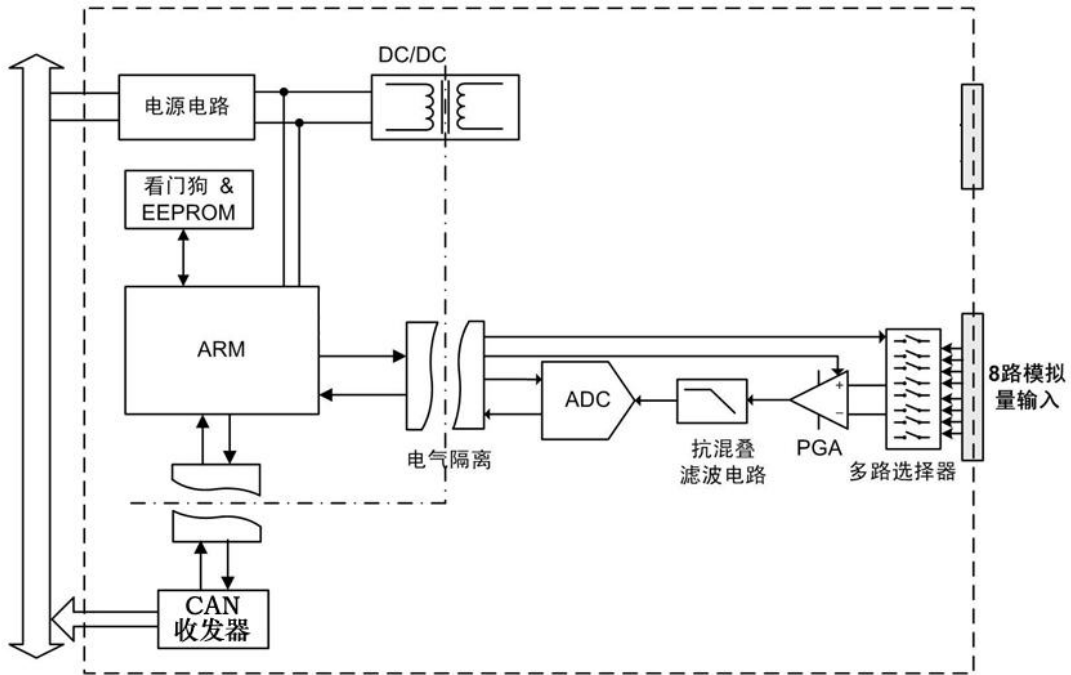 DC/DC
电源电路
看门狗 &
EEPROM
ARM
ADC
+
−
PGA
8路模拟
量输入
电气隔离
抗混叠
滤波电路
多路选择器
CAN
收发器